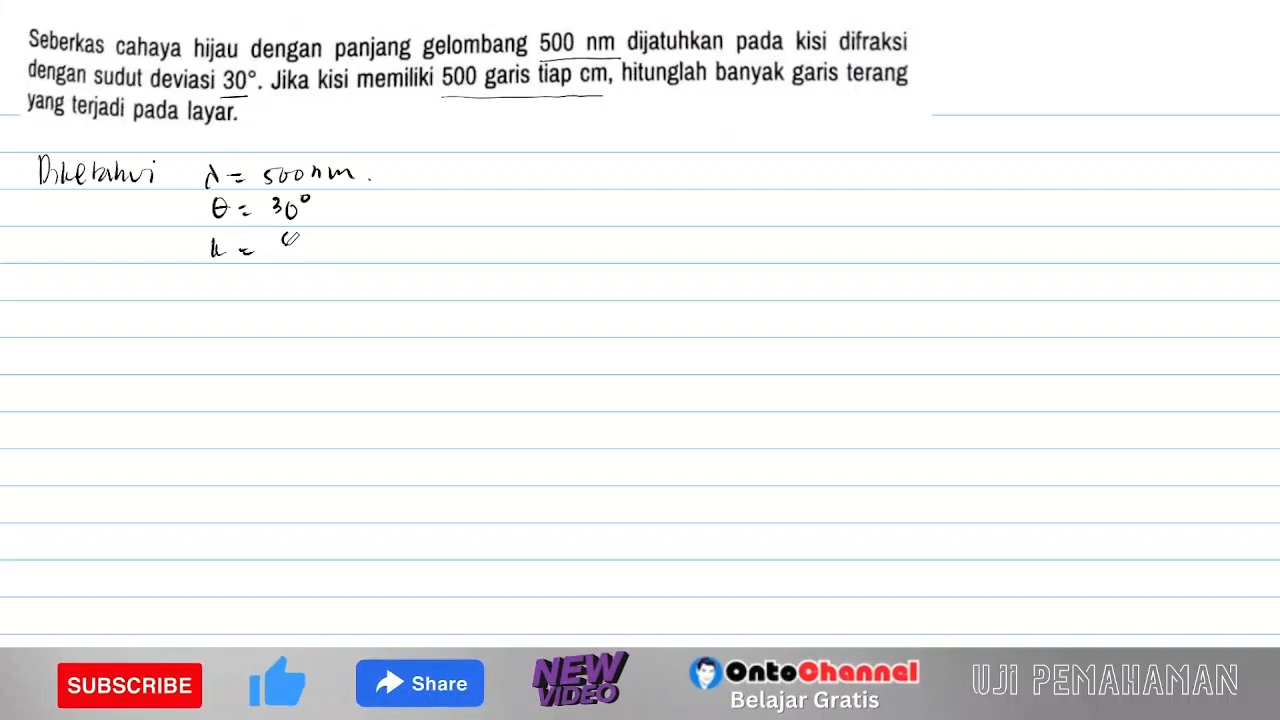 Seberkas cahaya hijau dengan panjang gelombang 500 nm dijatuhkan pada kisi difraksi
dengan sudut deviasi 30°. Jika kisi memiliki 500 garis tiap cm, hitunglah banyak garis terang
yang terjadi pada layar.
Diketahui λ = 500 nm.
θ = 30°
k =
SUBSCRIBE
Share
NEW
VIDEO
OntoChannel
Belajar Gratis
UJI PEMAHAMAN